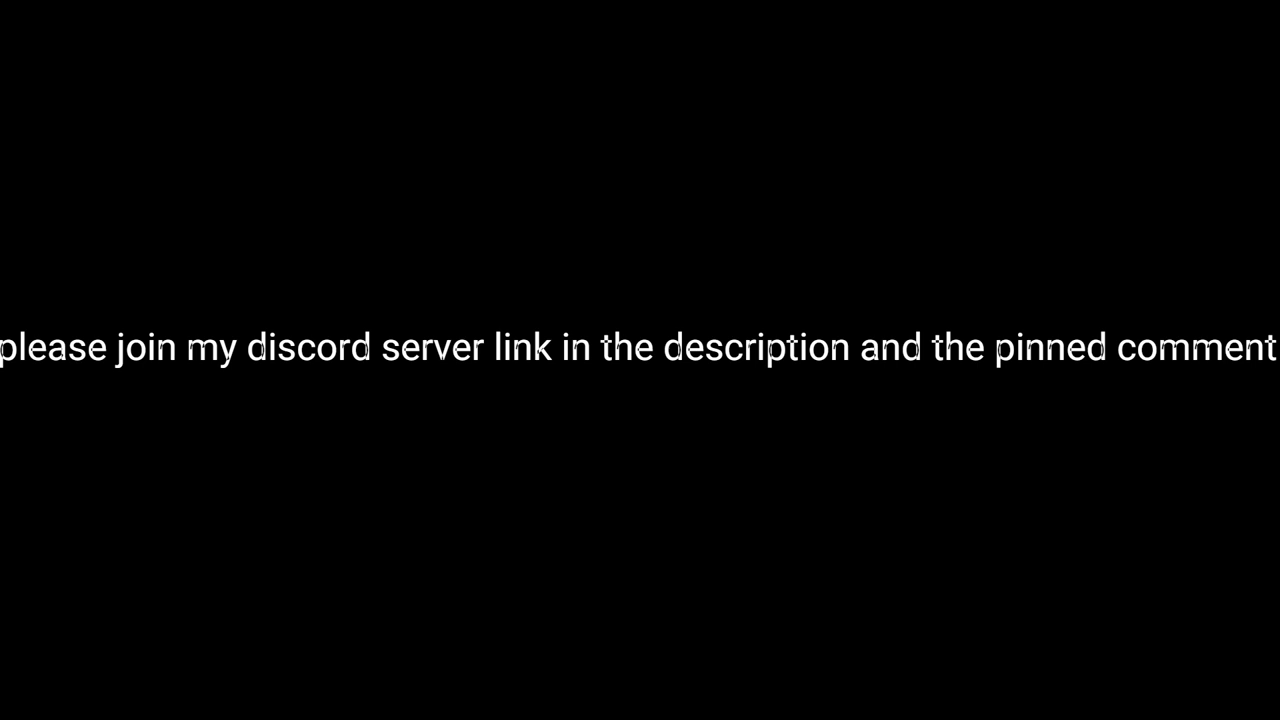 please join my discord server link in the description and the pinned comment